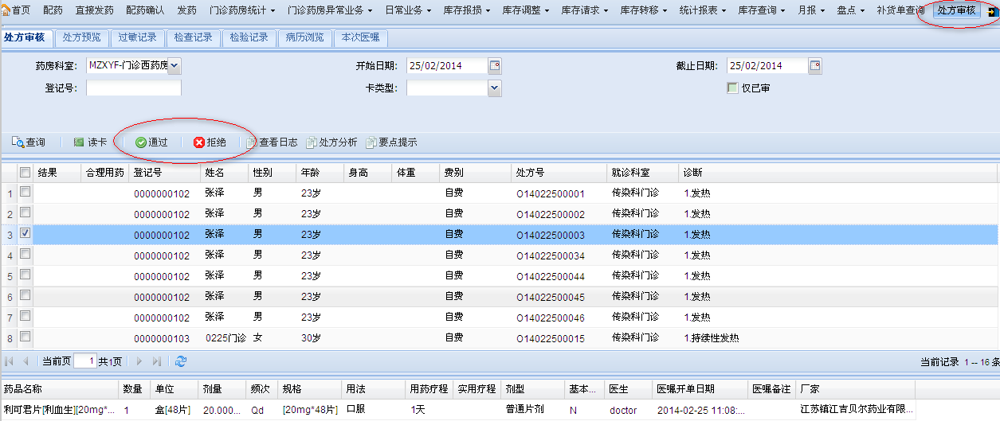 首页 配药 直接发药 配药确认 发药 门诊药房统计 门诊药房异常业务 日常业务 库存报损 库存调整 库存请求 库存转移 统计报表 库存查询 月报 盘点 补货单查询 处方审核
处方审核 处方预览 过敏记录 检查记录 检验记录 病历浏览 本次医嘱
药房科室: MZXYF-门诊西药房 开始日期: 25/02/2014 截止日期: 25/02/2014
登记号: 卡类型: 仅已审
查询 读卡 通过 拒绝 查看日志 处方分析 要点提示
结果 合理用药 登记号 姓名 性别 年龄 身高 体重 费别 处方号 就诊科室 诊断
1 0000000102 张泽 男 23岁 自费 O14022500001 传染科门诊 1.发热
2 0000000102 张泽 男 23岁 自费 O14022500002 传染科门诊 1.发热
3 0000000102 张泽 男 23岁 自费 O14022500003 传染科门诊 1.发热
4 0000000102 张泽 男 23岁 自费 O14022500034 传染科门诊 1.发热
5 0000000102 张泽 男 23岁 自费 O14022500044 传染科门诊 1.发热
6 0000000102 张泽 男 23岁 自费 O14022500045 传染科门诊 1.发热
7 0000000102 张泽 男 23岁 自费 O14022500046 传染科门诊 1.发热
8 0000000103 0225门诊 女 30岁 自费 O14022500015 传染科门诊 1.持续性发热
当前页 1 共1页 当前记录 1 -- 16 条
药品名称 数量 单位 剂量 频次 规格 用法 用药疗程 实用疗程 剂型 基本... 医生 医嘱开单日期 医嘱备注 厂家
利可君片[利血生][20mg*... 1 盒[48片] 20.000... Qd [20mg*48片] 口服 1天 普通片剂 N doctor 2014-02-25 11:08:... 江苏镇江吉贝尔药业有限...